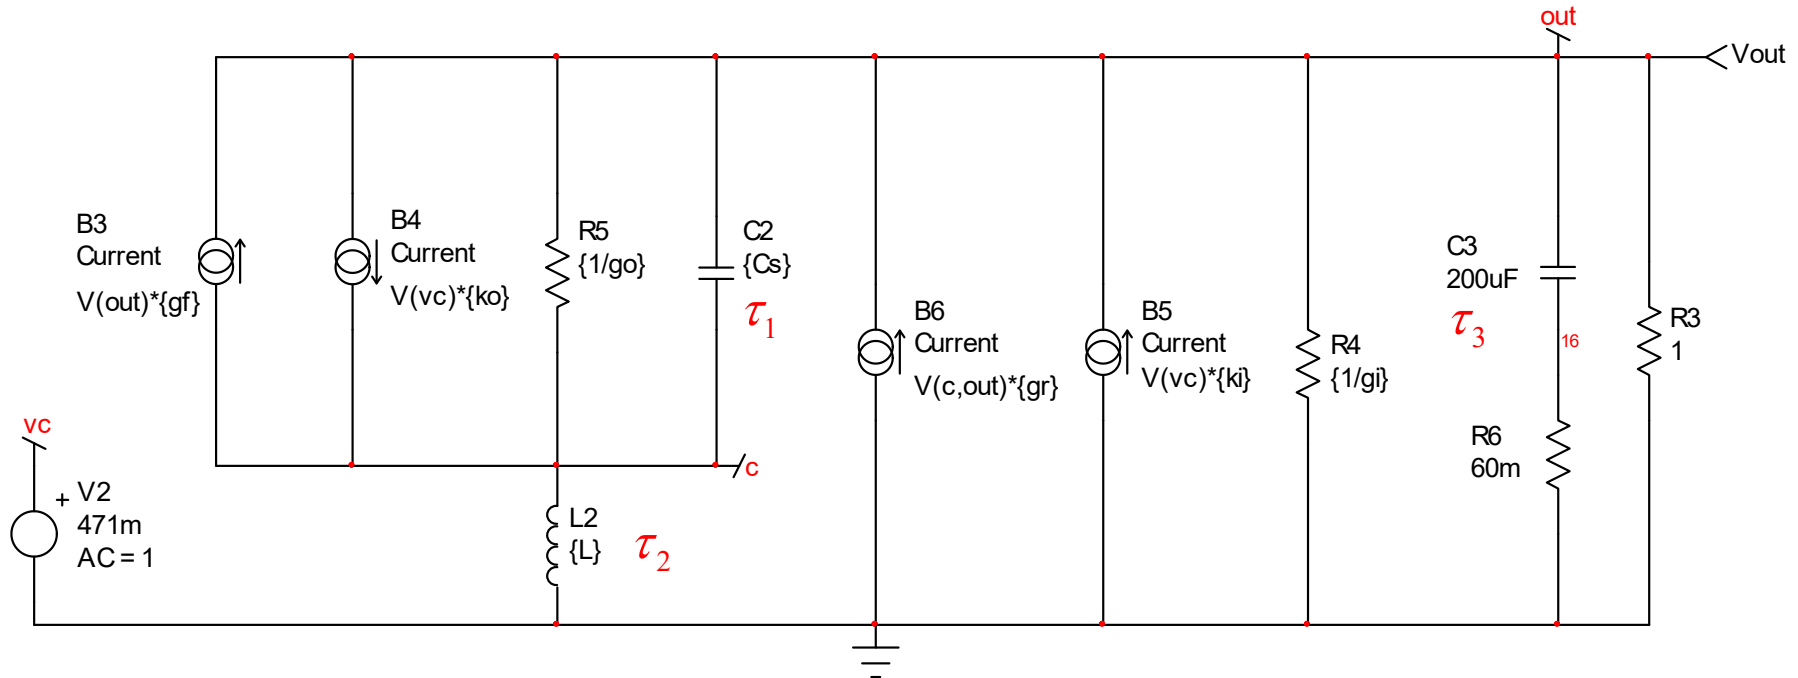 out
Vout
B3
Current
V(out)*{gf}
B4
Current
V(vc)*{ko}
R5
{1/go}
C2
{Cs}
τ1
B6
Current
V(c,out)*{gr}
B5
Current
V(vc)*{ki}
R4
{1/gi}
C3
200uF
τ3
16
R3
1
R6
60m
vc
+ V2
471m
AC = 1
c
L2
{L}
τ2